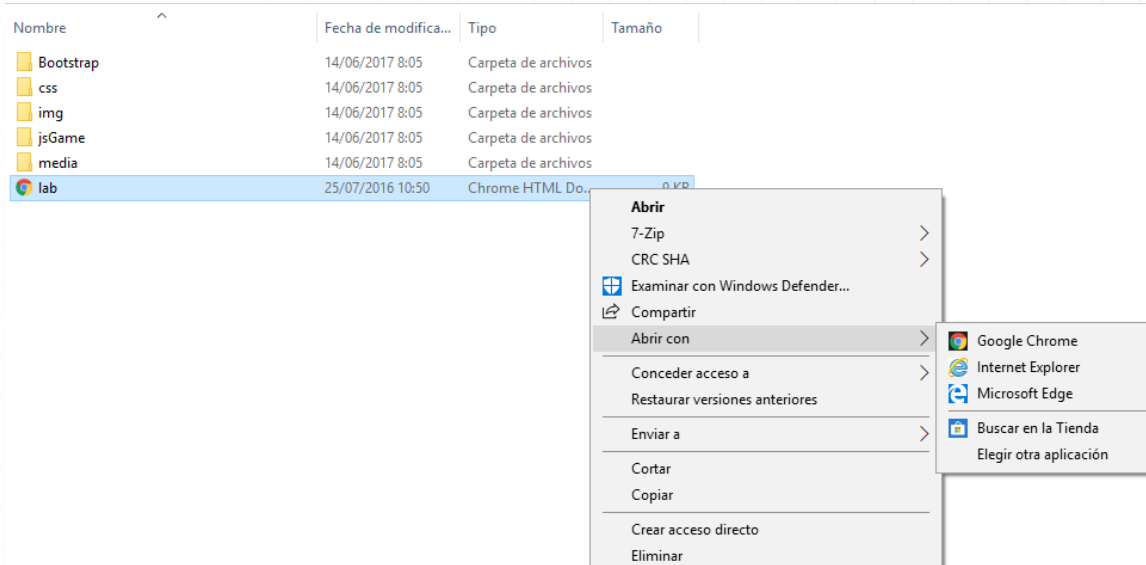 Nombre Fecha de modifica... Tipo Tamaño
Bootstrap 14/06/2017 8:05 Carpeta de archivos
css 14/06/2017 8:05 Carpeta de archivos
img 14/06/2017 8:05 Carpeta de archivos
jsGame 14/06/2017 8:05 Carpeta de archivos
media 14/06/2017 8:05 Carpeta de archivos
lab 25/07/2016 10:50 Chrome HTML Do... 9 KB
Abrir
7-Zip
CRC SHA
Examinar con Windows Defender...
Compartir
Abrir con
Conceder acceso a
Restaurar versiones anteriores
Enviar a
Cortar
Copiar
Crear acceso directo
Eliminar
Google Chrome
Internet Explorer
Microsoft Edge
Buscar en la Tienda
Elegir otra aplicación